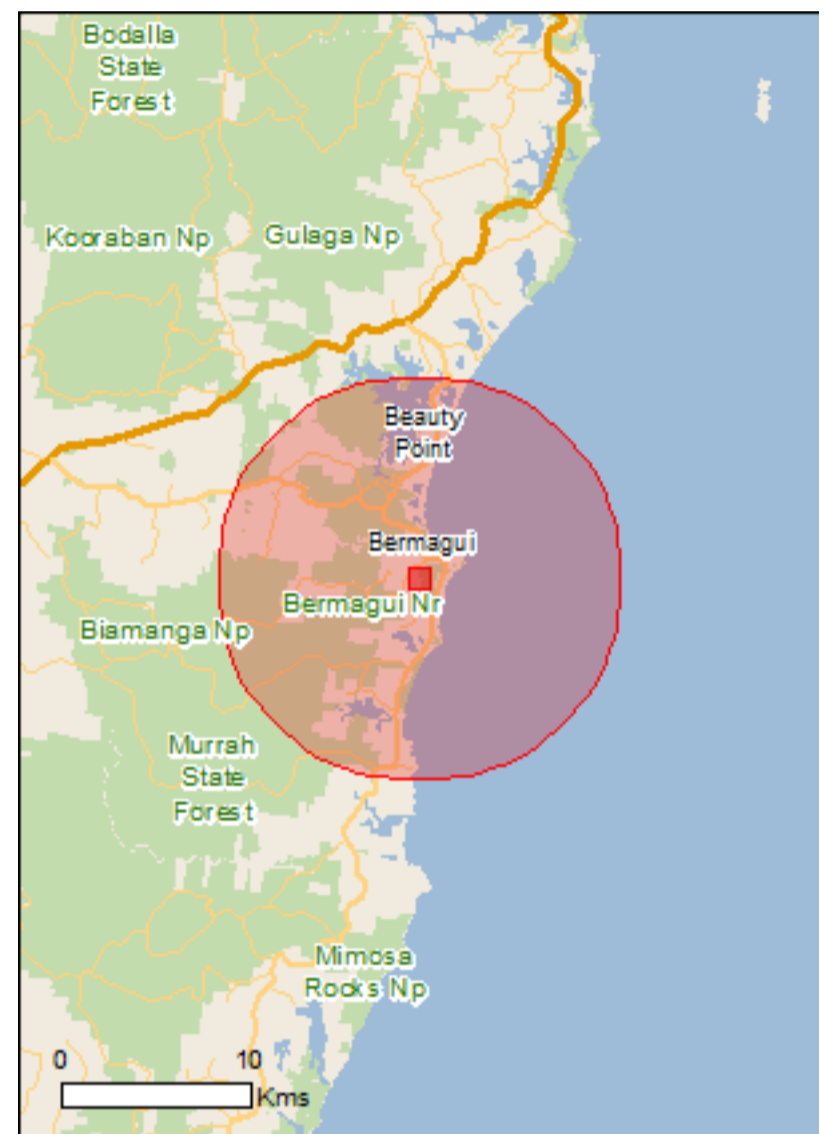 Bodalla
State
Forest
Kooraban Np
Gulaga Np
Beauty
Point
Bermagui
Bermagui Nr
Biamanga Np
Murrah
State
Forest
Mimosa
Rocks Np
0 10
Kms